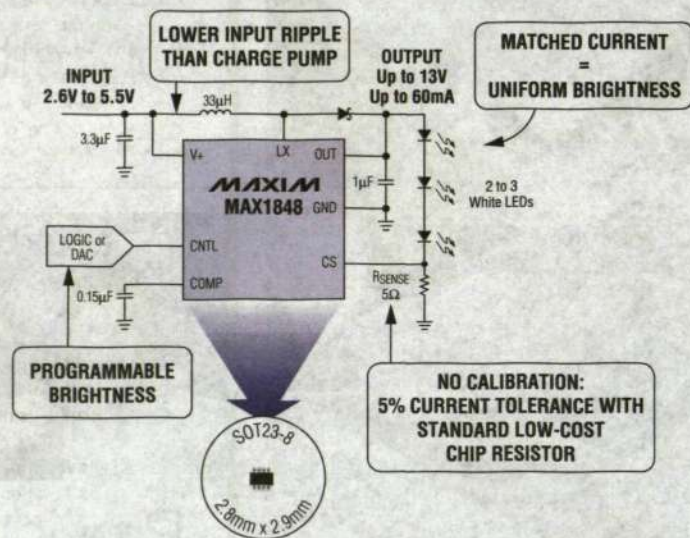 LOWER INPUT RIPPLE
THAN CHARGE PUMP
INPUT
2.6V to 5.5V
OUTPUT
Up to 13V
Up to 60mA
MATCHED CURRENT
=
UNIFORM BRIGHTNESS
33µH
3.3µF
V+
LX
OUT
MAXIM
MAX1848
1µF
GND
2 to 3
White LEDs
LOGIC or
DAC
CNTL
CS
RSENSE
5Ω
COMP
0.15µF
PROGRAMMABLE
BRIGHTNESS
NO CALIBRATION:
5% CURRENT TOLERANCE WITH
STANDARD LOW-COST
CHIP RESISTOR
SOT23-8
2.8mm x 2.9mm